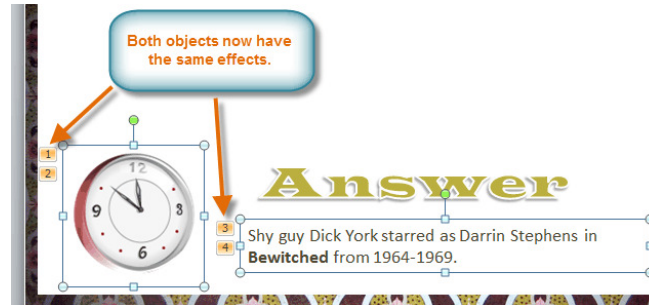 Both objects now have
the same effects.
1
2
12
9
3
6
Answer
3
4
Shy guy Dick York starred as Darrin Stephens in
Bewitched from 1964-1969.